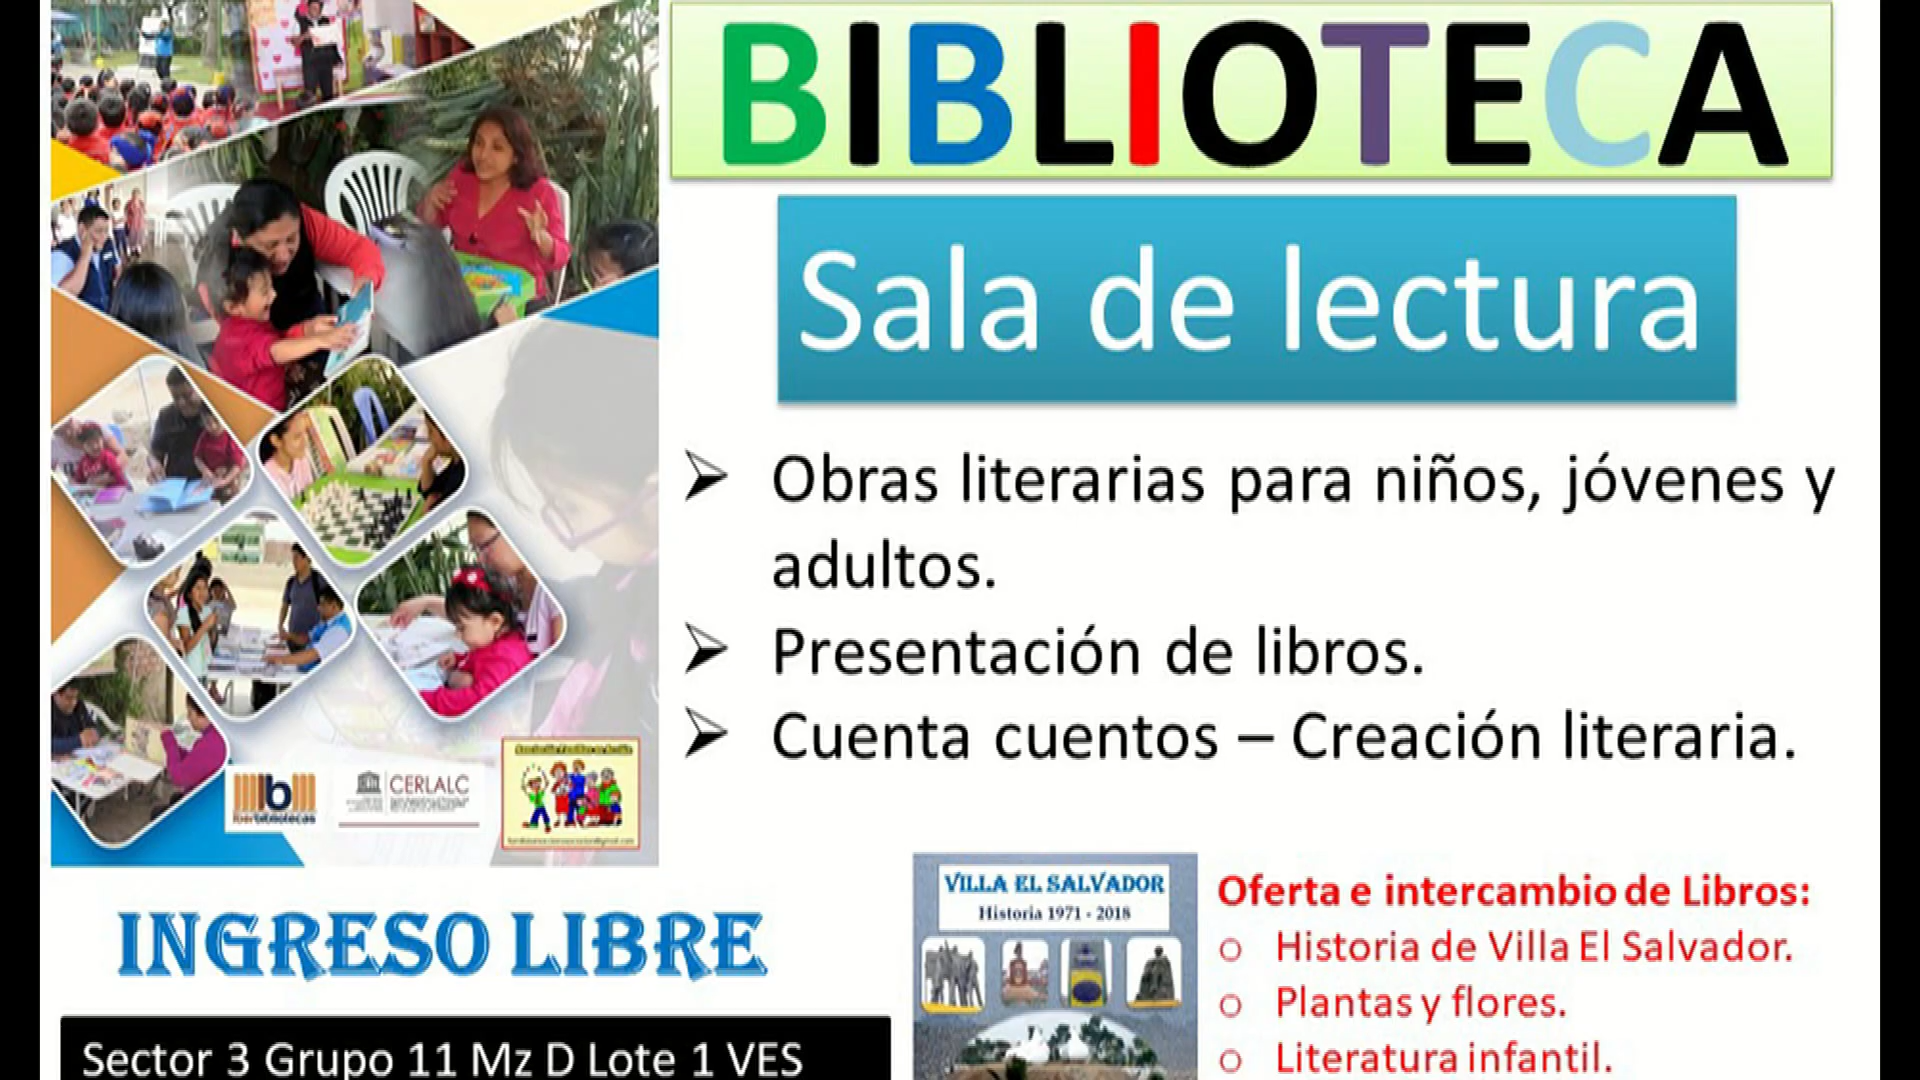 BIBLIOTECA
Sala de lectura
Obras literarias para niños, jóvenes y
adultos.
Presentación de libros.
Cuenta cuentos – Creación literaria.
CERLALC
iberbibliotecas
INGRESO LIBRE
Sector 3 Grupo 11 Mz D Lote 1 VES
VILLA EL SALVADOR
Historia 1971 - 2018
Oferta e intercambio de Libros:
Historia de Villa El Salvador.
Plantas y flores.
Literatura infantil.